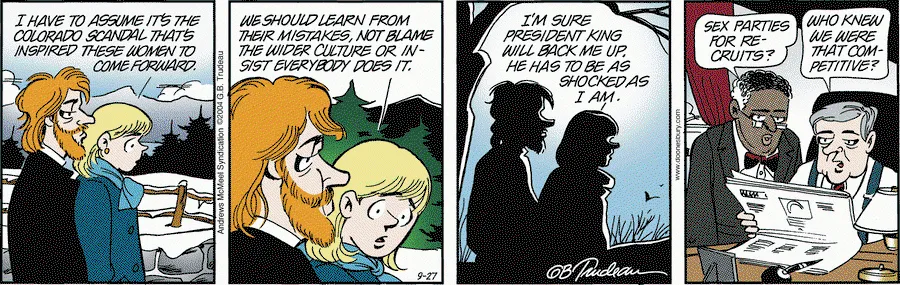 I HAVE TO ASSUME IT'S THE
COLORADO SCANDAL THAT'S
INSPIRED THESE WOMEN TO
COME FORWARD.
Andrews McMeel Syndication ©2004 G.B. Trudeau
WE SHOULD LEARN FROM
THEIR MISTAKES, NOT BLAME
THE WIDER CULTURE OR IN-
SIST EVERYBODY DOES IT.
9-27
I'M SURE
PRESIDENT KING
WILL BACK ME UP.
HE HAS TO BE AS
SHOCKED AS
I AM.
GB Trudeau
www.doonesbury.com
SEX PARTIES
FOR RE-
CRUITS?
WHO KNEW
WE WERE
THAT COM-
PETITIVE?